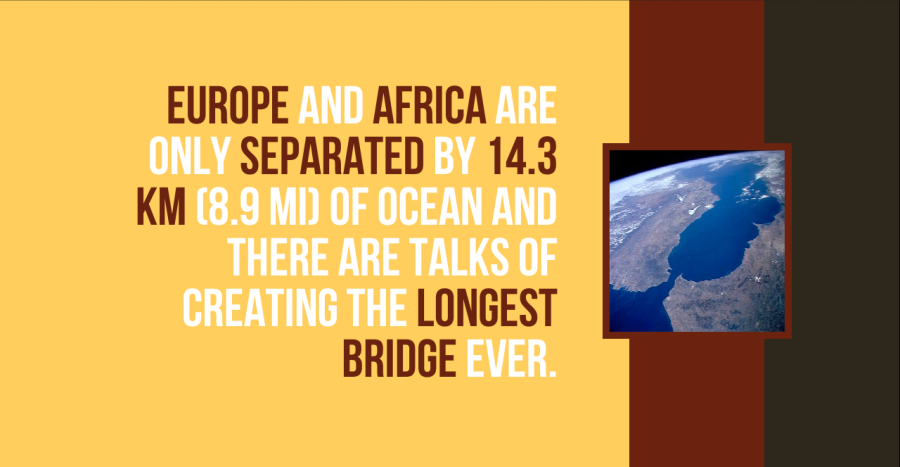 EUROPE AND AFRICA ARE
ONLY SEPARATED BY 14.3
KM (8.9 MI) OF OCEAN AND
THERE ARE TALKS OF
CREATING THE LONGEST
BRIDGE EVER.